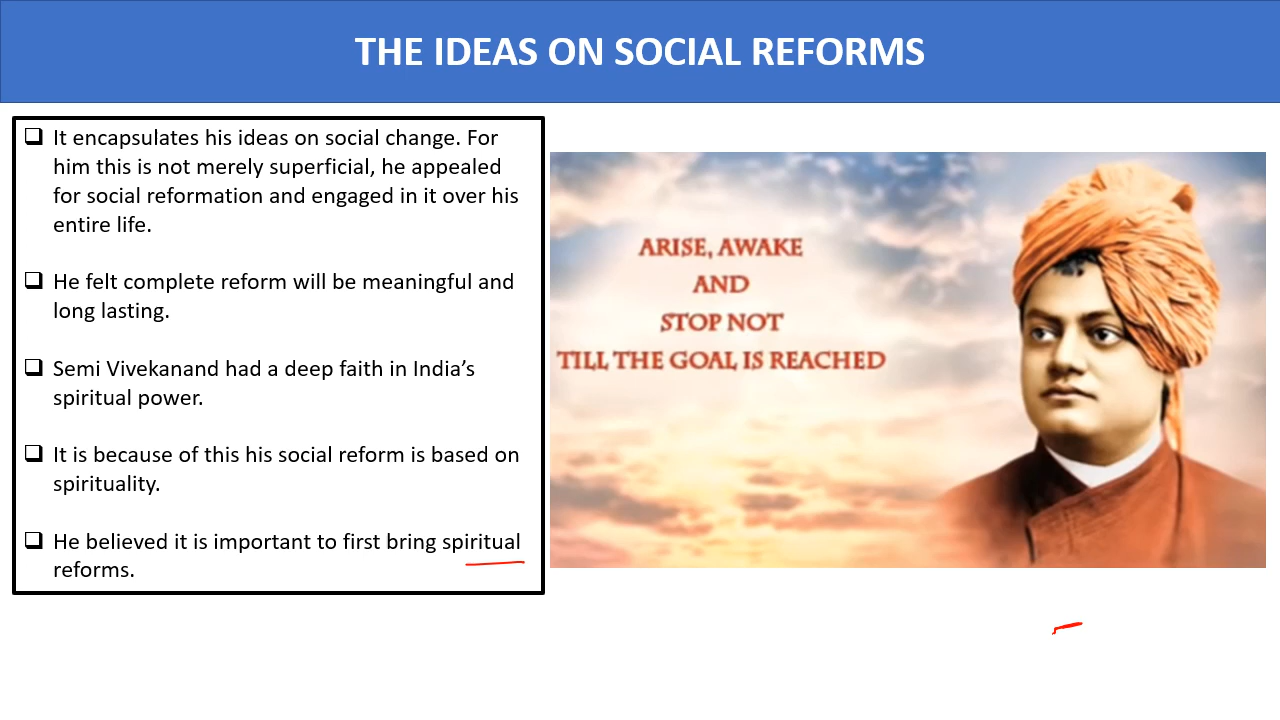 THE IDEAS ON SOCIAL REFORMS
It encapsulates his ideas on social change. For
him this is not merely superficial, he appealed
for social reformation and engaged in it over his
entire life.
He felt complete reform will be meaningful and
long lasting.
Semi Vivekanand had a deep faith in India's
spiritual power.
It is because of this his social reform is based on
spirituality.
He believed it is important to first bring spiritual
reforms.
ARISE, AWAKE
AND
STOP NOT
TILL THE GOAL IS REACHED